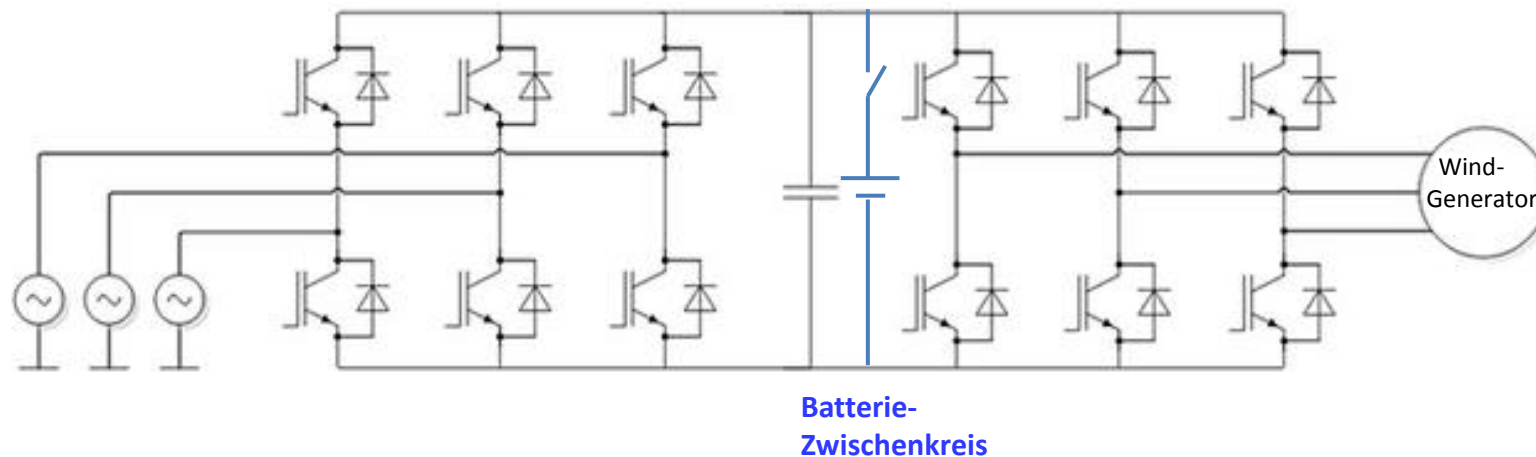 Wind-
Generator
Batterie-
Zwischenkreis